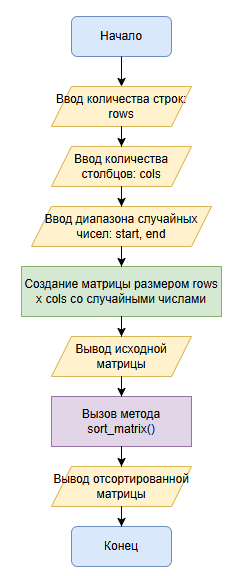 Начало
Ввод количества строк:
rows
Ввод количества
столбцов: cols
Ввод диапазона случайных
чисел: start, end
Создание матрицы размером rows
x cols со случайными числами
Вывод исходной
матрицы
Вызов метода
sort_matrix()
Вывод отсортированной
матрицы
Конец